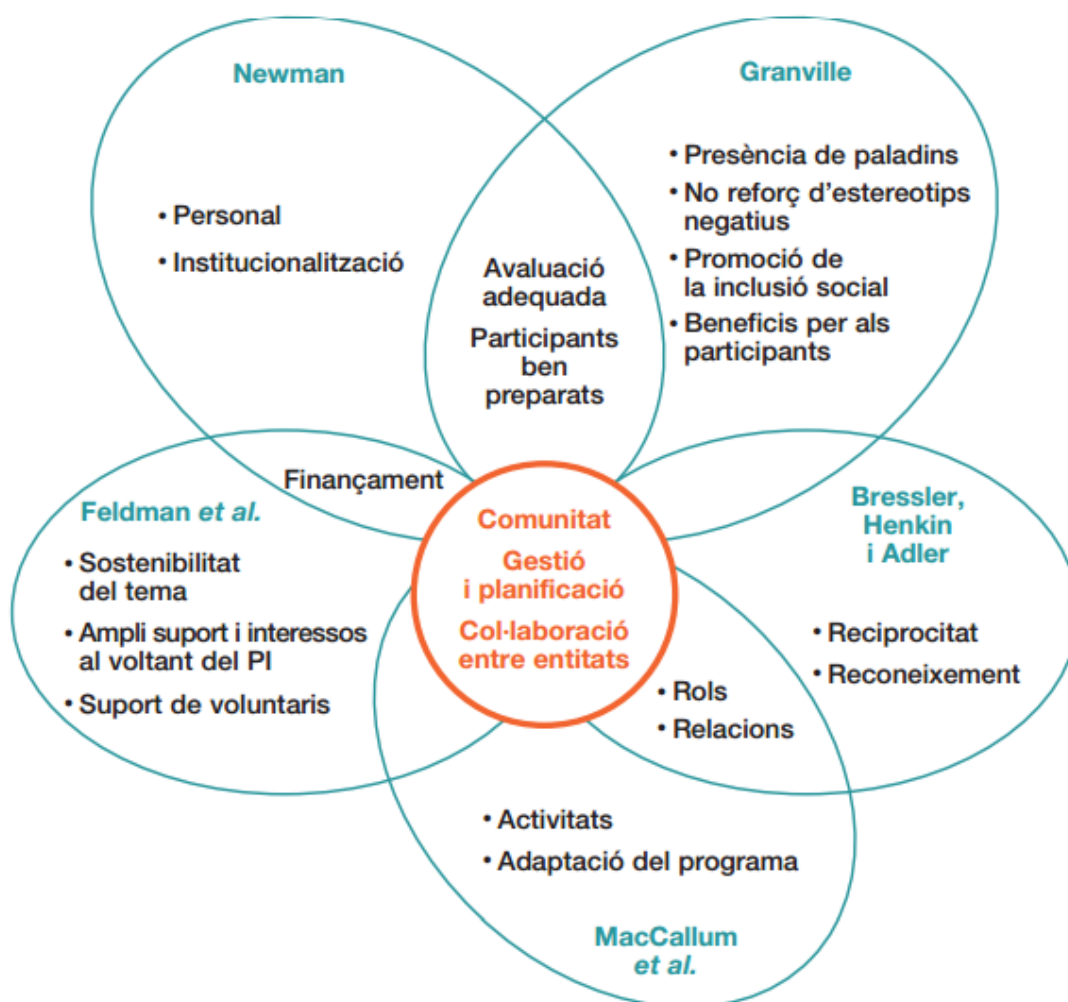 Newman
• Personal
• Institucionalització
Granville
• Presència de paladins
• No reforç d'estereotips
negatius
• Promoció de
la inclusió social
• Beneficis per als
participants
Avaluació
adequada
Participants
ben
preparats
Finançament
Feldman et al.
• Sostenibilitat
del tema
• Ampli suport i interessos
al voltant del PI
• Suport de voluntaris
Comunitat
Gestió
i planificació
Col·laboració
entre entitats
Bressler,
Henkin
i Adler
• Reciprocitat
• Reconeixement
• Rols
• Relacions
• Activitats
• Adaptació del programa
MacCallum
et al.